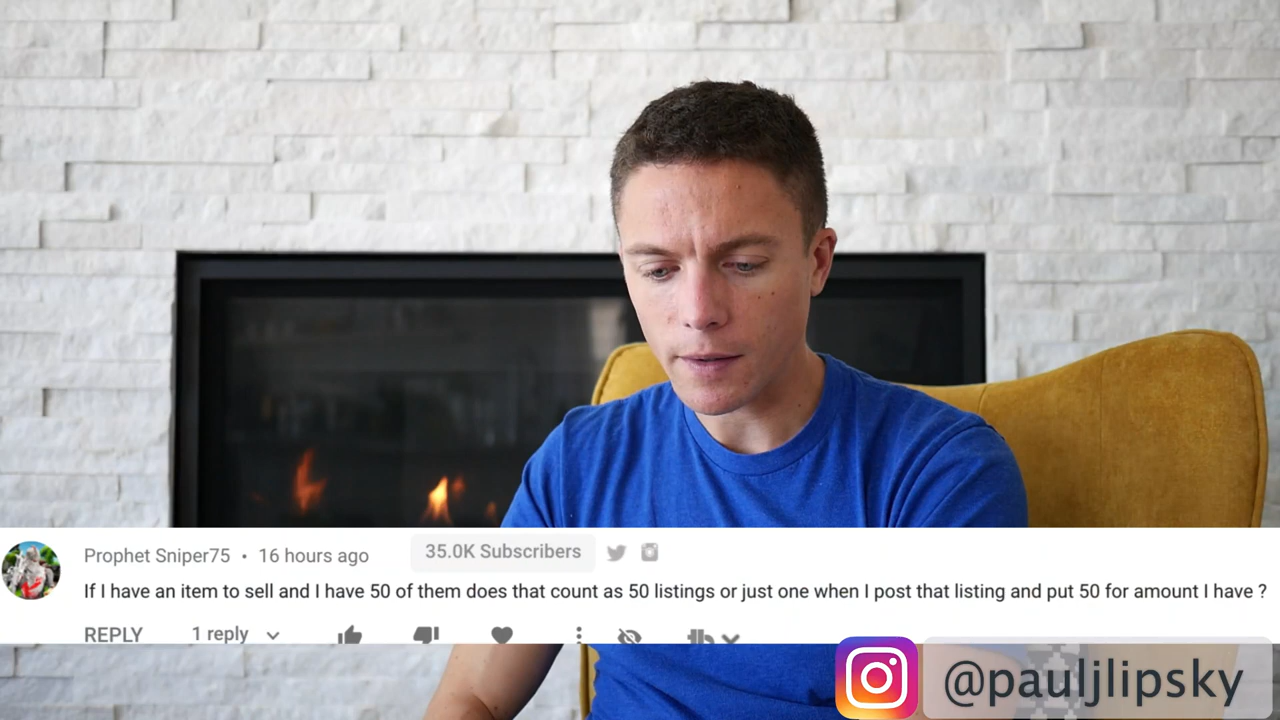 Prophet Sniper75 • 16 hours ago 35.0K Subscribers
If I have an item to sell and I have 50 of them does that count as 50 listings or just one when I post that listing and put 50 for amount I have ?
REPLY 1 reply
@pauljlipsky